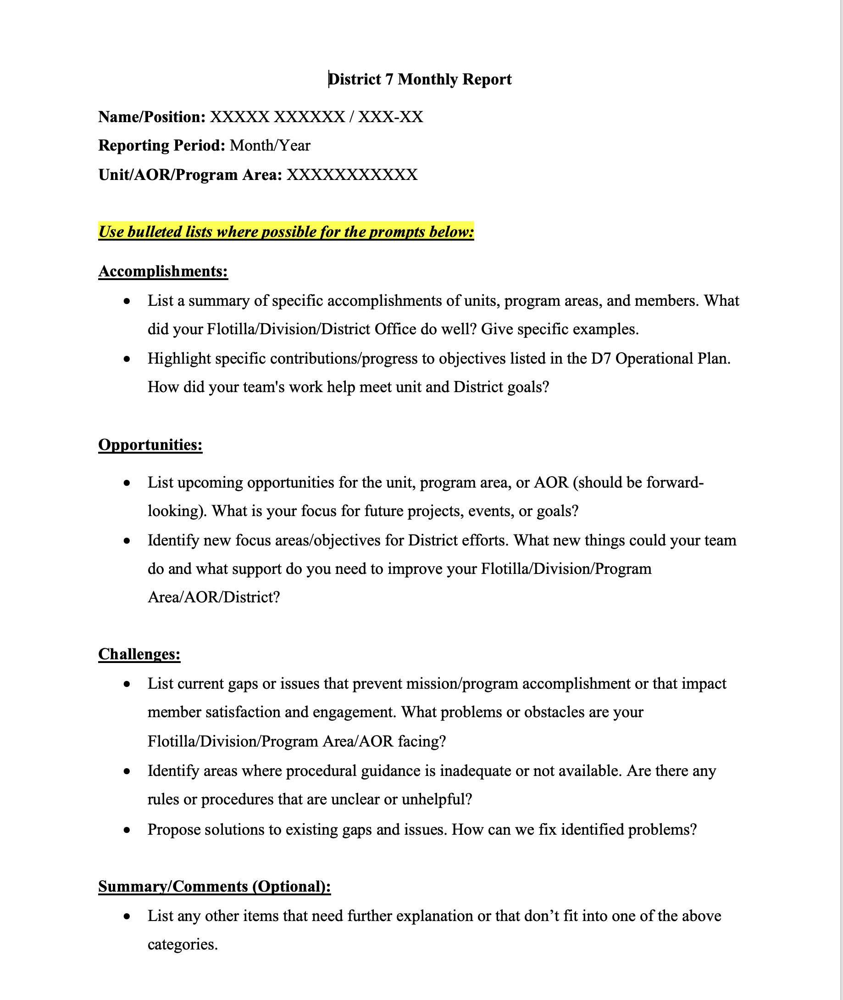 District 7 Monthly Report
Name/Position: XXXXX XXXXXX / XXX-XX
Reporting Period: Month/Year
Unit/AOR/Program Area: XXXXXXXXXXX
Use bulleted lists where possible for the prompts below:
Accomplishments:
• List a summary of specific accomplishments of units, program areas, and members. What
did your Flotilla/Division/District Office do well? Give specific examples.
• Highlight specific contributions/progress to objectives listed in the D7 Operational Plan.
How did your team's work help meet unit and District goals?
Opportunities:
• List upcoming opportunities for the unit, program area, or AOR (should be forward-
looking). What is your focus for future projects, events, or goals?
• Identify new focus areas/objectives for District efforts. What new things could your team
do and what support do you need to improve your Flotilla/Division/Program
Area/AOR/District?
Challenges:
• List current gaps or issues that prevent mission/program accomplishment or that impact
member satisfaction and engagement. What problems or obstacles are your
Flotilla/Division/Program Area/AOR facing?
• Identify areas where procedural guidance is inadequate or not available. Are there any
rules or procedures that are unclear or unhelpful?
• Propose solutions to existing gaps and issues. How can we fix identified problems?
Summary/Comments (Optional):
• List any other items that need further explanation or that don’t fit into one of the above
categories.